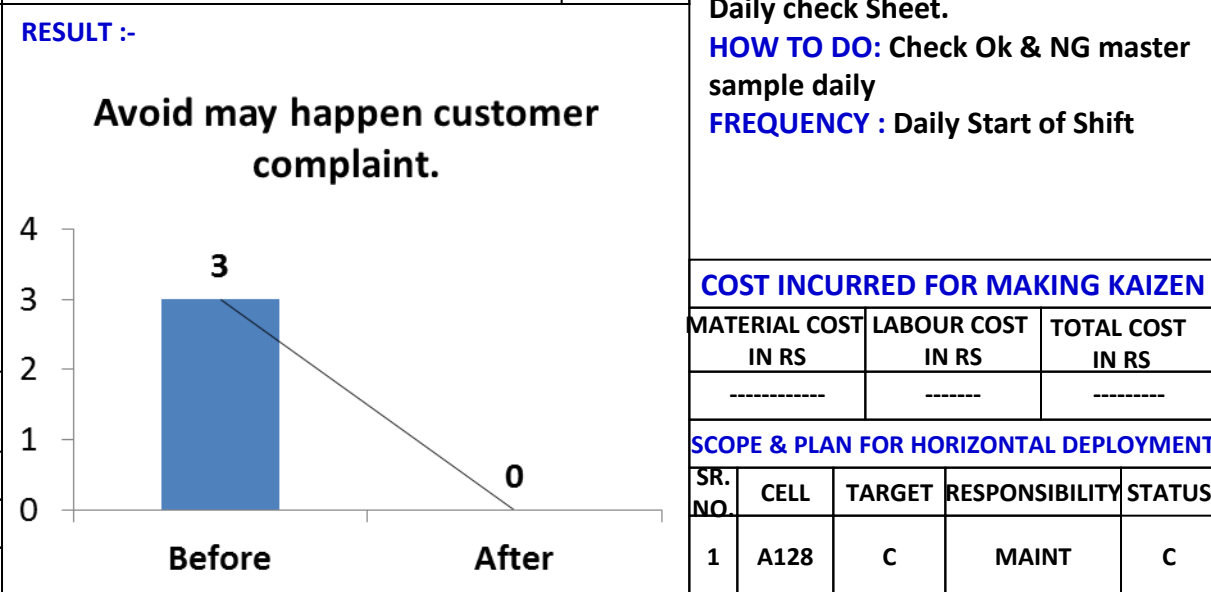 RESULT :-
Avoid may happen customer
complaint.
4
3
2
1
0
3
0
Before
After
Daily check Sheet.
HOW TO DO: Check Ok & NG master
sample daily
FREQUENCY : Daily Start of Shift
COST INCURRED FOR MAKING KAIZEN
MATERIAL COST IN RS LABOUR COST IN RS TOTAL COST IN RS
------------ ------- ---------
SCOPE & PLAN FOR HORIZONTAL DEPLOYMENT
SR. NO. CELL TARGET RESPONSIBILITY STATUS
1 A128 C MAINT C